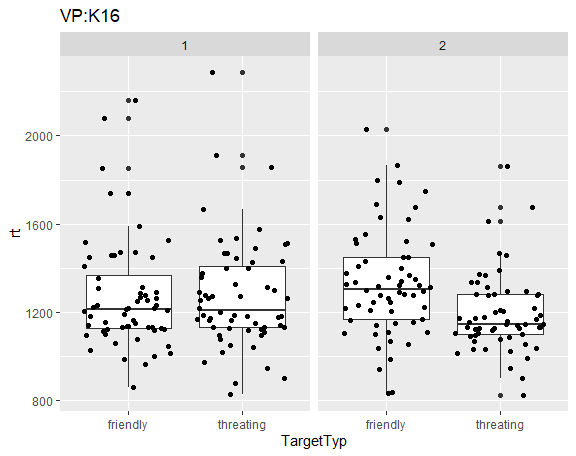 VP:K16
1
2
rt
2000
1600
1200
800
friendly
threating
friendly
threating
TargetTyp